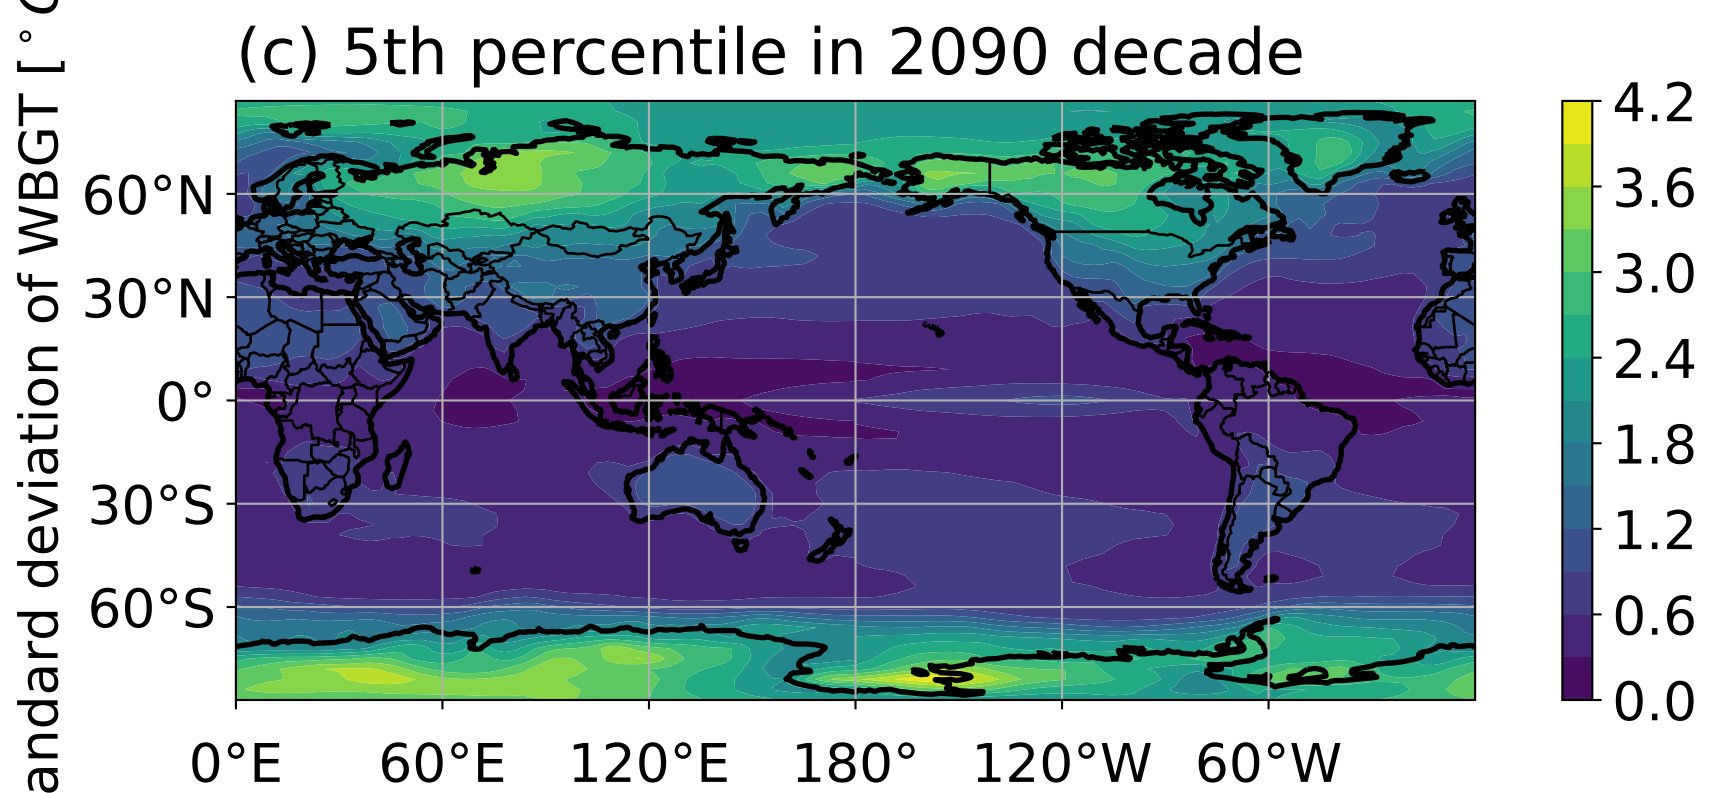 (c) 5th percentile in 2090 decade
andard deviation of WBGT [°C
60°N
30°N
0°
30°S
60°S
0°E 60°E 120°E 180° 120°W 60°W
4.2
3.6
3.0
2.4
1.8
1.2
0.6
0.0